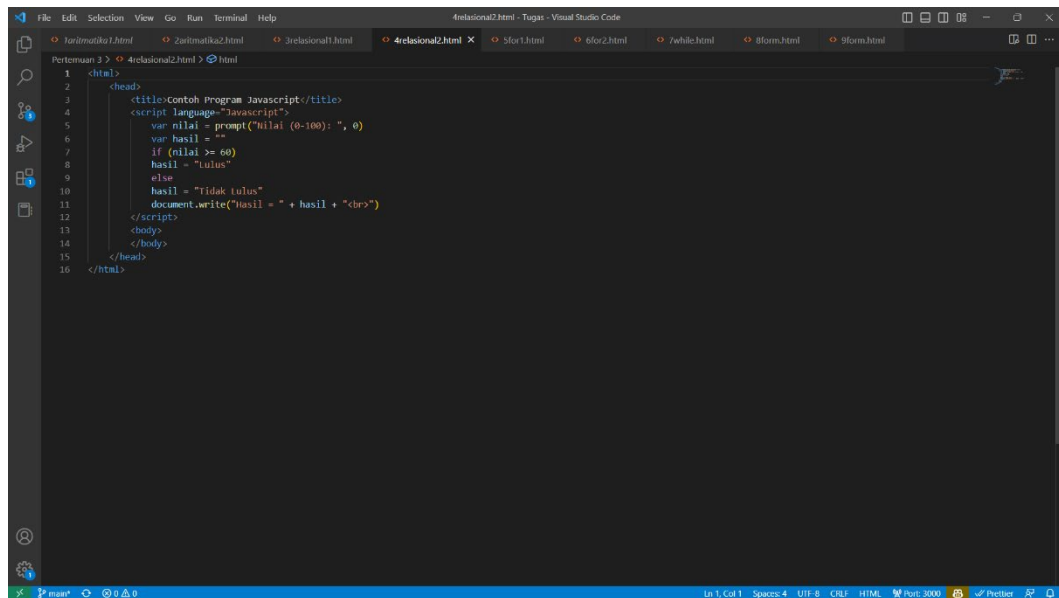 File Edit Selection View Go Run Terminal Help 4relasional2.html - Tugas - Visual Studio Code
1aritmatika1.html 2aritmatika2.html 3relasional1.html 4relasional2.html 5for1.html 6for2.html 7while.html 8form.html 9form.html
Pertemuan 3 > 4relasional2.html > html
1 <html>
2 <head>
3 <title>Contoh Program Javascript</title>
4 <script language="Javascript">
5 var nilai = prompt("Nilai (0-100): ", 0)
6 var hasil = ""
7 if (nilai >= 60)
8 hasil = "Lulus"
9 else
10 hasil = "Tidak Lulus"
11 document.write("Hasil = " + hasil + "<br>")
12 </script>
13 <body>
14 </body>
15 </head>
16 </html>
main* 0 0 Ln 1, Col 1 Spaces: 4 UTF-8 CRLF HTML Port: 3000 Prettier